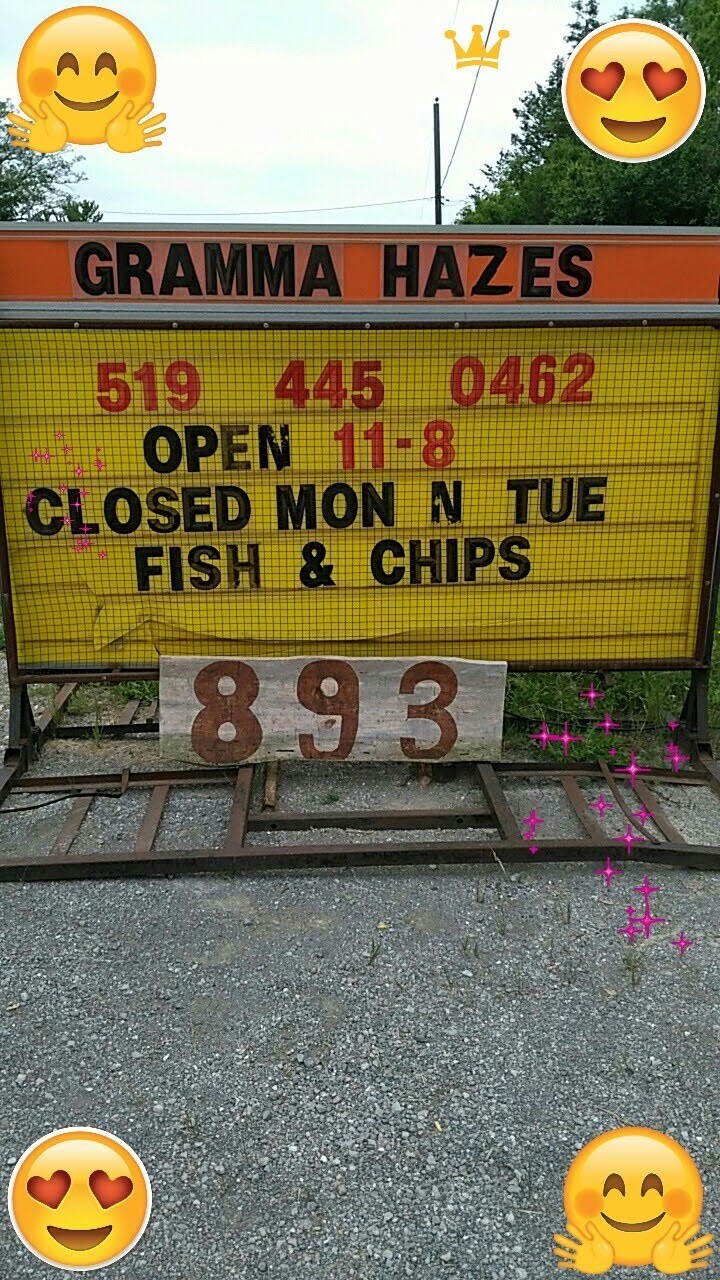 GRAMMA HAZES
519 445 0462
OPEN 11-8
CLOSED MON N TUE
FISH & CHIPS
893